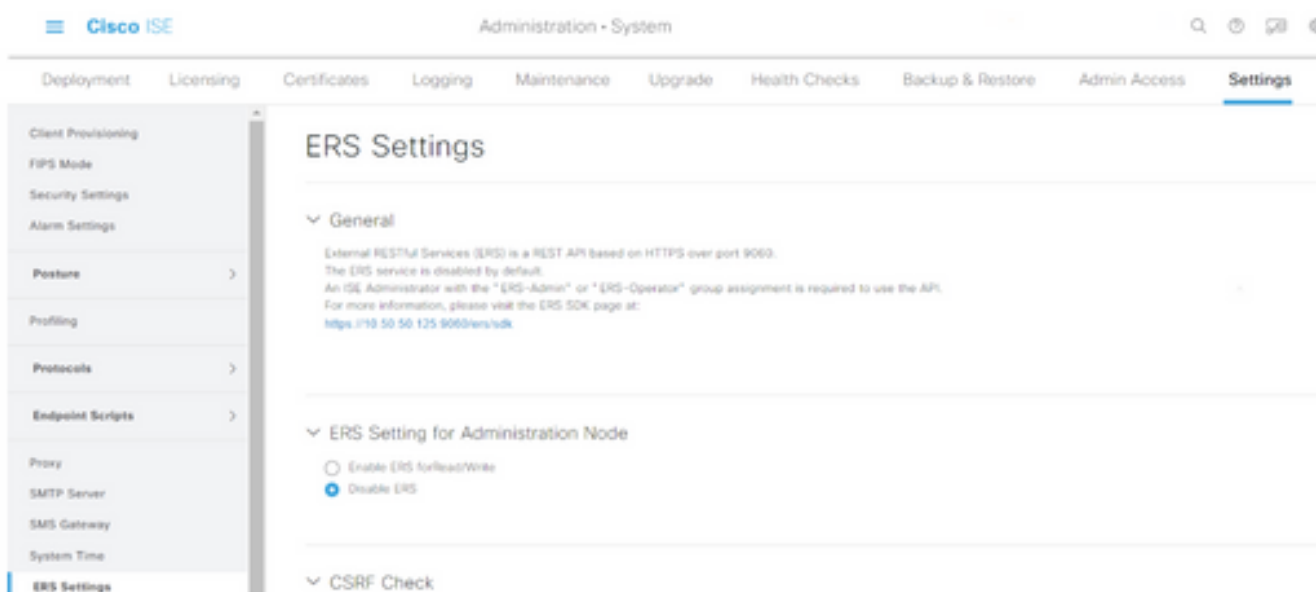 Cisco ISE
Administration · System
Deployment Licensing Certificates Logging Maintenance Upgrade Health Checks Backup & Restore Admin Access Settings
Client Provisioning
FIPS Mode
Security Settings
Alarm Settings
Posture
Profiling
Protocols
Endpoint Scripts
Proxy
SMTP Server
SMS Gateway
System Time
ERS Settings
ERS Settings
General
External RESTful Services (ERS) is a REST API based on HTTPS over port 9060.
The ERS service is disabled by default.
An ISE Administrator with the "ERS-Admin" or "ERS-Operator" group assignment is required to use the API.
For more information, please visit the ERS SDK page at:
https://10.50.50.125:9060/ers/sdk
ERS Setting for Administration Node
Enable ERS forRead/Write
Disable ERS
CSRF Check